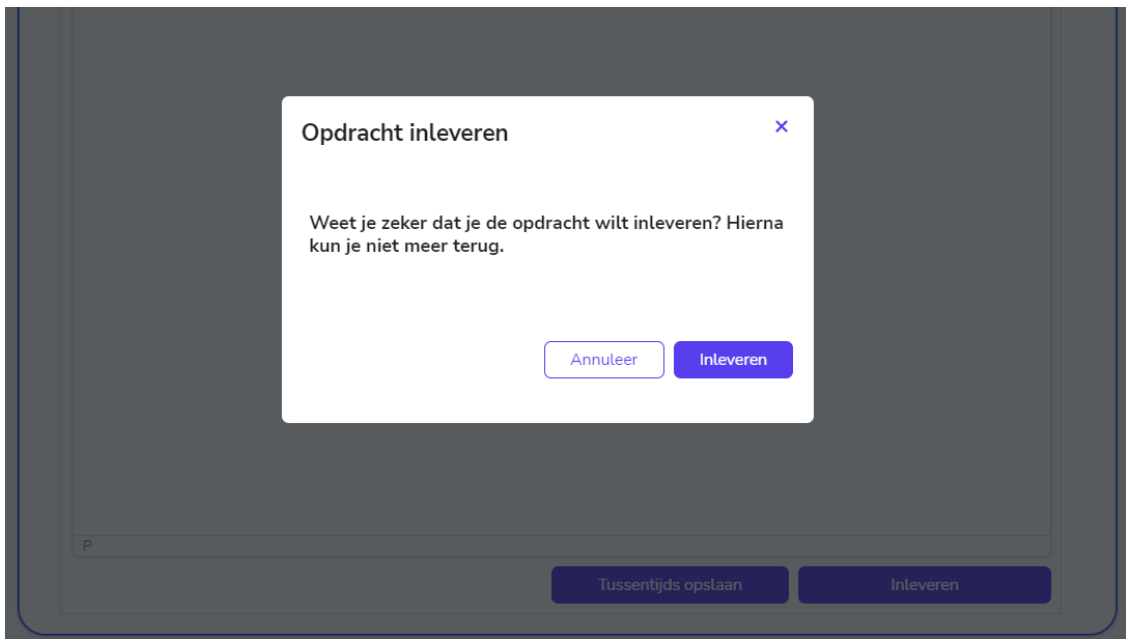 Opdracht inleveren
Weet je zeker dat je de opdracht wilt inleveren? Hierna
kun je niet meer terug.
Annuleer Inleveren
P
Tussentijds opslaan Inleveren